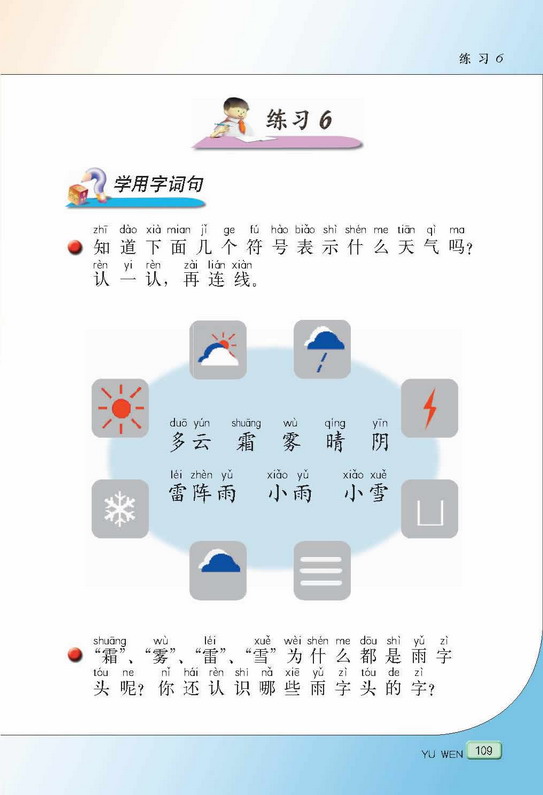 练习6
练习6
学用字词句
zhī dào xià mian jǐ ge fú hào biǎo shì shén me tiān qì ma
知道下面几个符号表示什么天气吗？
rèn yi rèn zài lián xiàn
认一认，再连线。
duō yún shuāng wù qíng yīn
多云 霜 雾 晴 阴
léi zhèn yǔ xiǎo yǔ xiǎo xuě
雷阵雨 小雨 小雪
shuāng wù léi xuě wèi shén me dōu shì yǔ zì
“霜”、“雾”、“雷”、“雪”为什么都是雨字
tóu ne nǐ hái rèn shi nǎ xiē yǔ zì tóu de zì
头呢？你还认识哪些雨字头的字？
YU WEN 109